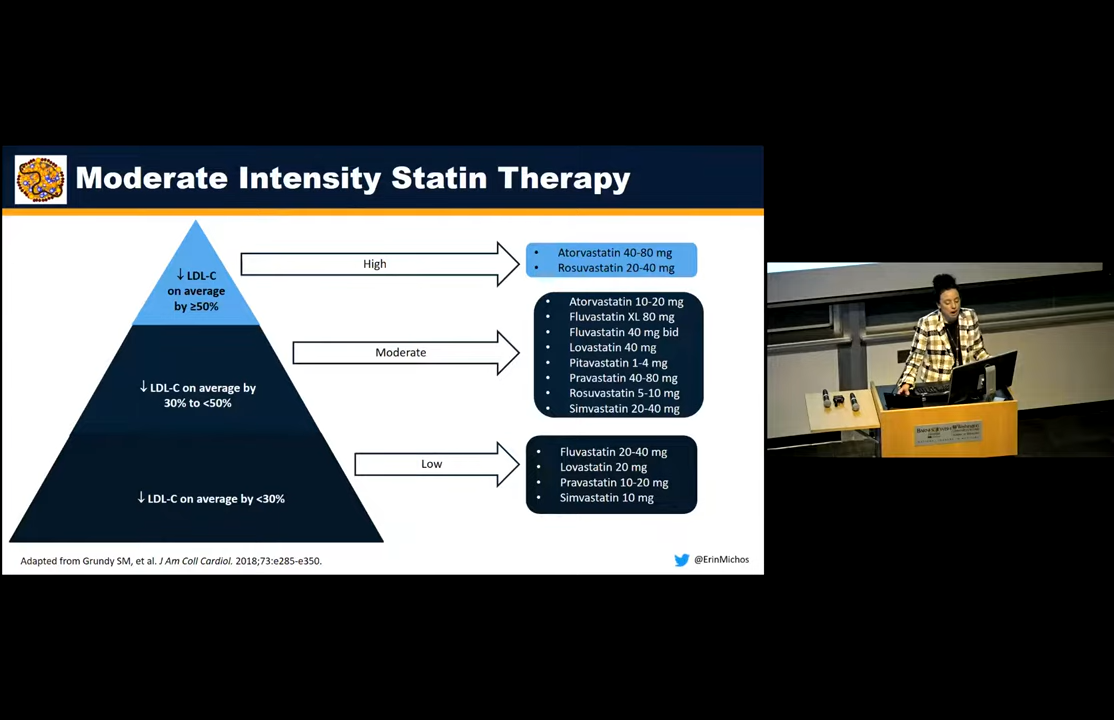 Moderate Intensity Statin Therapy
↓ LDL-C
on average
by ≥50%
High
• Atorvastatin 40-80 mg
• Rosuvastatin 20-40 mg
↓ LDL-C on average by
30% to <50%
Moderate
• Atorvastatin 10-20 mg
• Fluvastatin XL 80 mg
• Fluvastatin 40 mg bid
• Lovastatin 40 mg
• Pitavastatin 1-4 mg
• Pravastatin 40-80 mg
• Rosuvastatin 5-10 mg
• Simvastatin 20-40 mg
↓ LDL-C on average by <30%
Low
• Fluvastatin 20-40 mg
• Lovastatin 20 mg
• Pravastatin 10-20 mg
• Simvastatin 10 mg
Adapted from Grundy SM, et al. J Am Coll Cardiol. 2018;73:e285-e350.
@ErinMichos